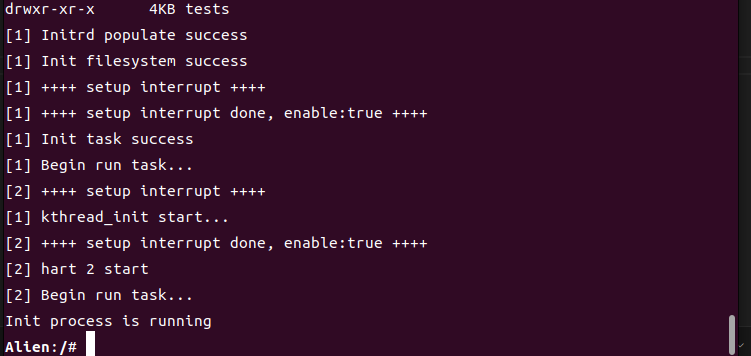 drwxr-xr-x      4KB tests
[1] Initrd populate success
[1] Init filesystem success
[1] ++++ setup interrupt ++++
[1] ++++ setup interrupt done, enable:true ++++
[1] Init task success
[1] Begin run task...
[2] ++++ setup interrupt ++++
[1] kthread_init start...
[2] ++++ setup interrupt done, enable:true ++++
[2] hart 2 start
[2] Begin run task...
Init process is running
Alien:/#